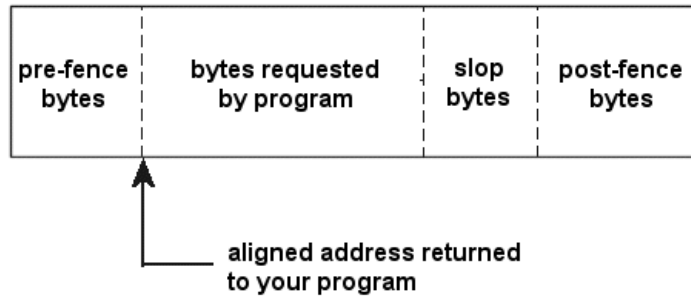 pre-fence
bytes
bytes requested
by program
slop
bytes
post-fence
bytes
aligned address returned
to your program